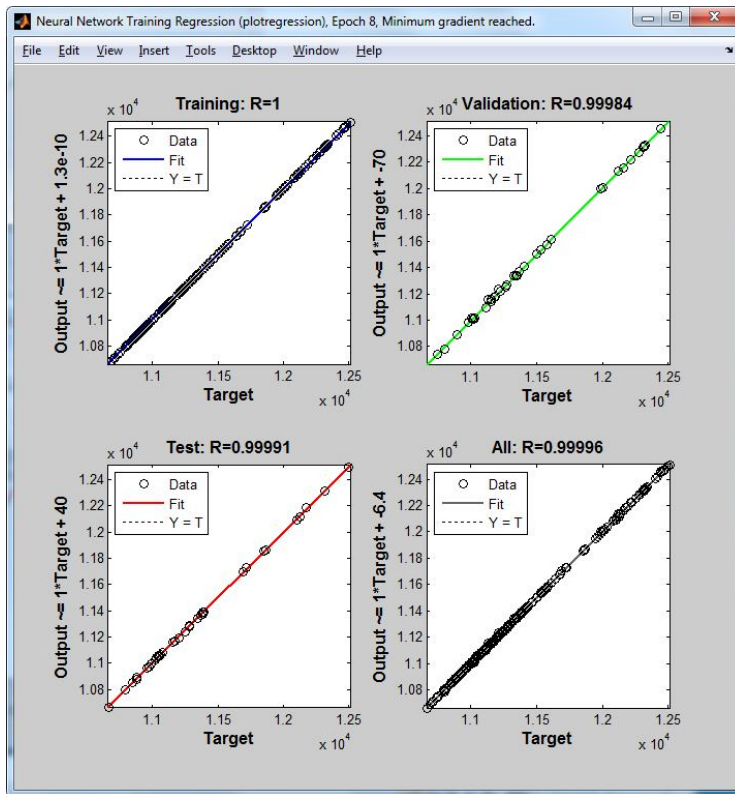 Neural Network Training Regression (plotregression), Epoch 8, Minimum gradient reached.
File Edit View Insert Tools Desktop Window Help
x 10^4
Training: R=1
Output ~= 1*Target + 1.3e-10
1.24
1.22
1.2
1.18
1.16
1.14
1.12
1.1
1.08
Data
Fit
Y = T
1.1 1.15 1.2 1.25
Target
x 10^4
x 10^4
Validation: R=0.99984
Output ~= 1*Target + -70
1.24
1.22
1.2
1.18
1.16
1.14
1.12
1.1
1.08
Data
Fit
Y = T
1.1 1.15 1.2 1.25
Target
x 10^4
x 10^4
Test: R=0.99991
Output ~= 1*Target + 40
1.24
1.22
1.2
1.18
1.16
1.14
1.12
1.1
1.08
Data
Fit
Y = T
1.1 1.15 1.2 1.25
Target
x 10^4
x 10^4
All: R=0.99996
Output ~= 1*Target + -6.4
1.24
1.22
1.2
1.18
1.16
1.14
1.12
1.1
1.08
Data
Fit
Y = T
1.1 1.15 1.2 1.25
Target
x 10^4